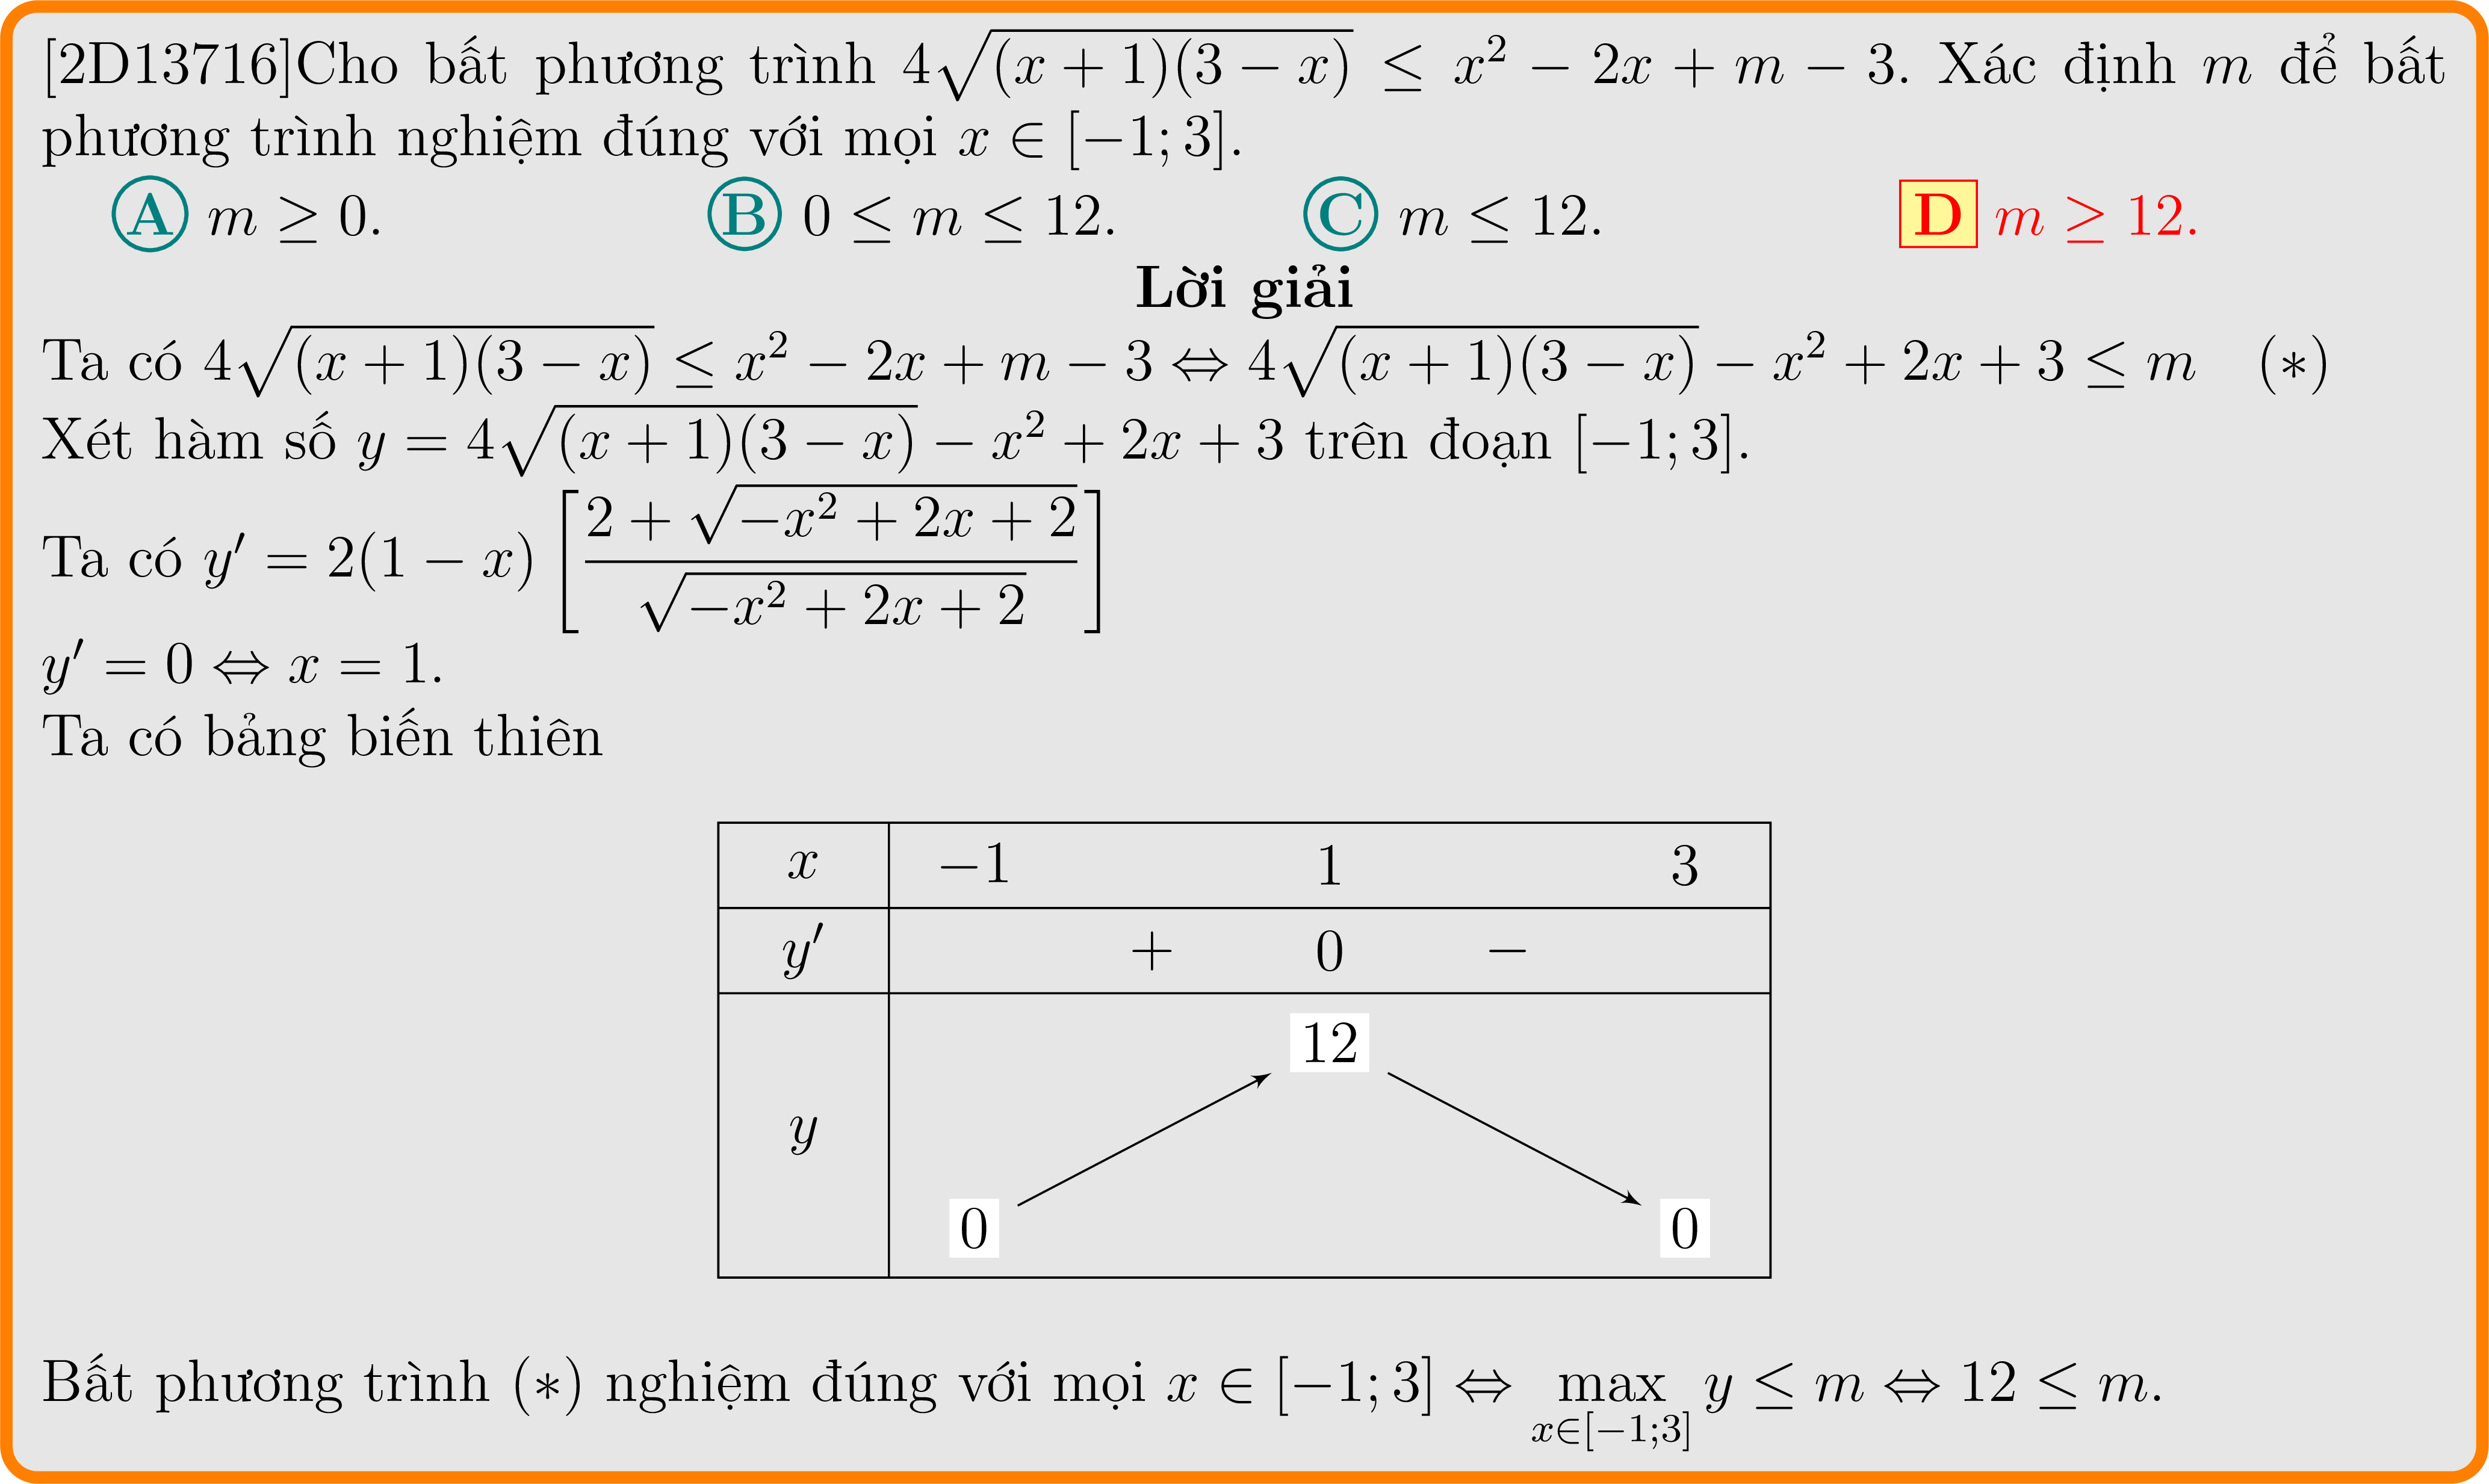 [2D13716]Cho bất phương trình $4\sqrt{(x+1)(3-x)} \leq x^2 - 2x + m - 3$. Xác định $m$ để bất
phương trình nghiệm đúng với mọi $x \in [-1; 3]$.
A $m \geq 0$. B $0 \leq m \leq 12$. C $m \leq 12$. D $m \geq 12$.
Lời giải
Ta có $4\sqrt{(x+1)(3-x)} \leq x^2 - 2x + m - 3 \Leftrightarrow 4\sqrt{(x+1)(3-x)} - x^2 + 2x + 3 \leq m \quad (*)$
Xét hàm số $y = 4\sqrt{(x+1)(3-x)} - x^2 + 2x + 3$ trên đoạn $[-1; 3]$.
Ta có $y' = 2(1-x)\left[\dfrac{2+\sqrt{-x^2+2x+2}}{\sqrt{-x^2+2x+2}}\right]$
$y' = 0 \Leftrightarrow x = 1$.
Ta có bảng biến thiên
$x$ $-1$ $1$ $3$
$y'$ $+$ $0$ $-$
$12$
$y$
$0$ $0$
Bất phương trình $(*)$ nghiệm đúng với mọi $x \in [-1; 3] \Leftrightarrow \max\limits_{x\in[-1;3]} y \leq m \Leftrightarrow 12 \leq m$.